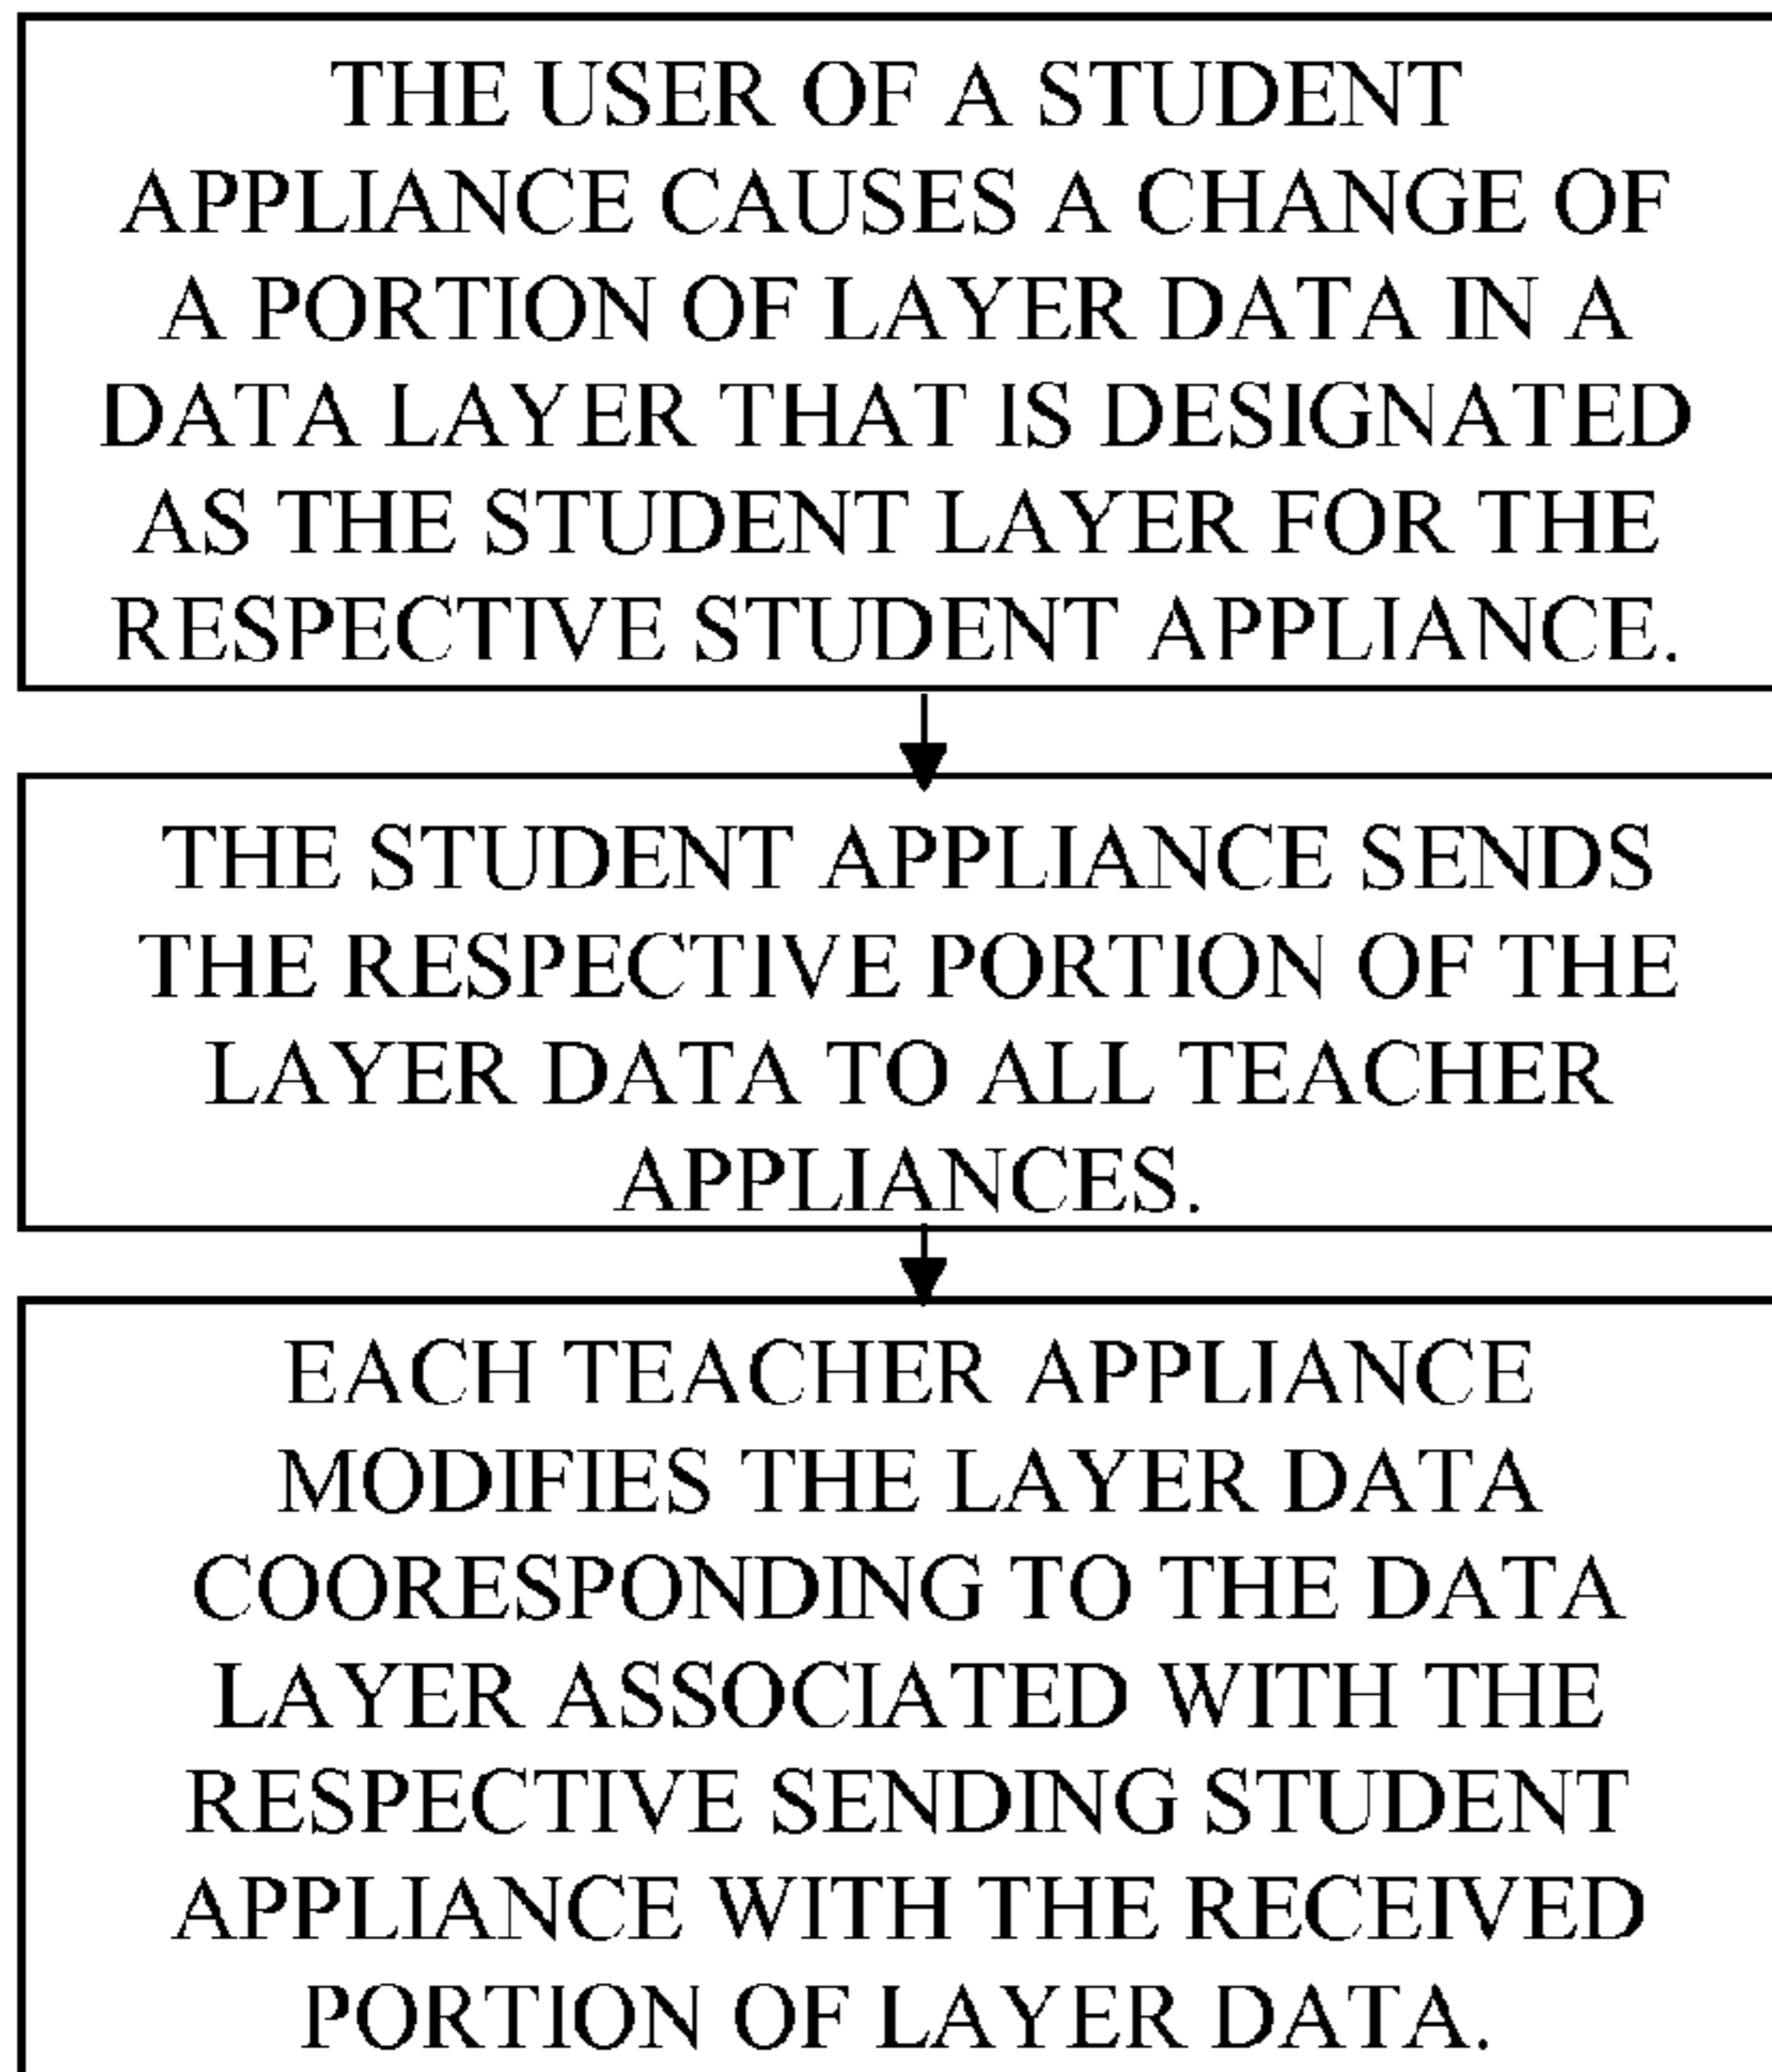 THE USER OF A STUDENT
APPLIANCE CAUSES A CHANGE OF
A PORTION OF LAYER DATA IN A
DATA LAYER THAT IS DESIGNATED
AS THE STUDENT LAYER FOR THE
RESPECTIVE STUDENT APPLIANCE.
THE STUDENT APPLIANCE SENDS
THE RESPECTIVE PORTION OF THE
LAYER DATA TO ALL TEACHER
APPLIANCES.
EACH TEACHER APPLIANCE
MODIFIES THE LAYER DATA
COORESPONDING TO THE DATA
LAYER ASSOCIATED WITH THE
RESPECTIVE SENDING STUDENT
APPLIANCE WITH THE RECEIVED
PORTION OF LAYER DATA.